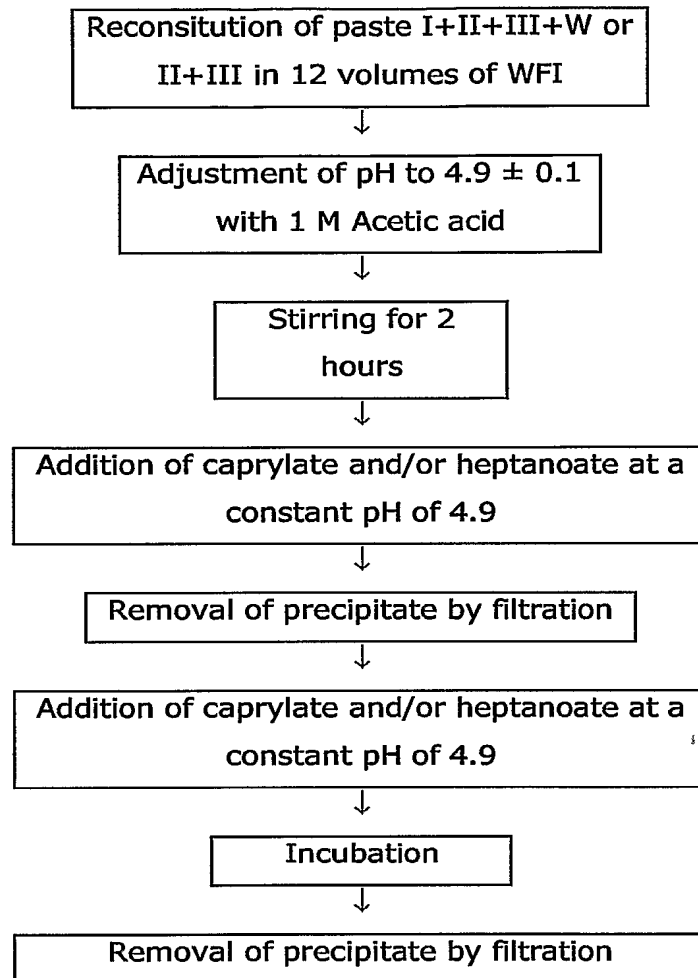 Reconsitution of paste I+II+III+W or
II+III in 12 volumes of WFI
↓
Adjustment of pH to 4.9 ± 0.1
with 1 M Acetic acid
↓
Stirring for 2
hours
↓
Addition of caprylate and/or heptanoate at a
constant pH of 4.9
↓
Removal of precipitate by filtration
↓
Addition of caprylate and/or heptanoate at a
constant pH of 4.9
↓
Incubation
↓
Removal of precipitate by filtration